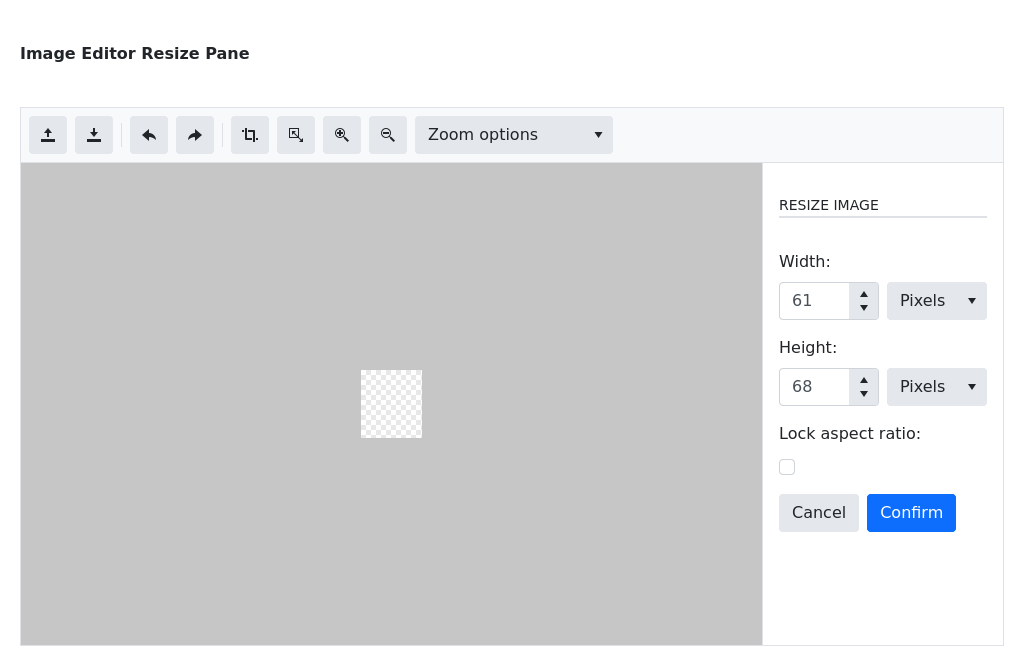 Image Editor Resize Pane
Zoom options
RESIZE IMAGE
Width:
61 Pixels
Height:
68 Pixels
Lock aspect ratio:
Cancel Confirm